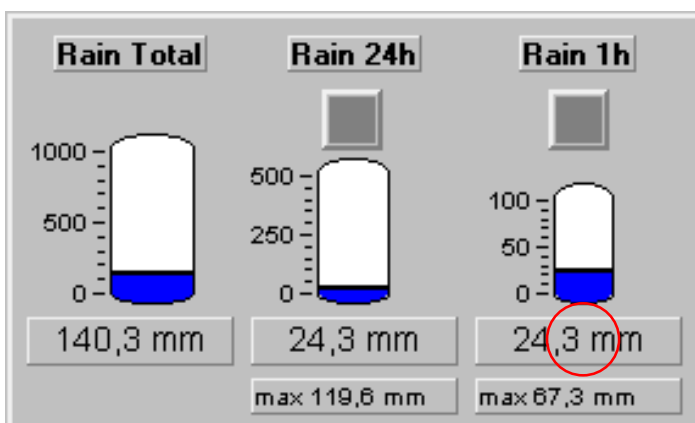 Rain Total
Rain 24h
Rain 1h
1000
500
0
500
250
0
100
50
0
140,3 mm
24,3 mm
24,3 mm
max 119,6 mm
max 67,3 mm